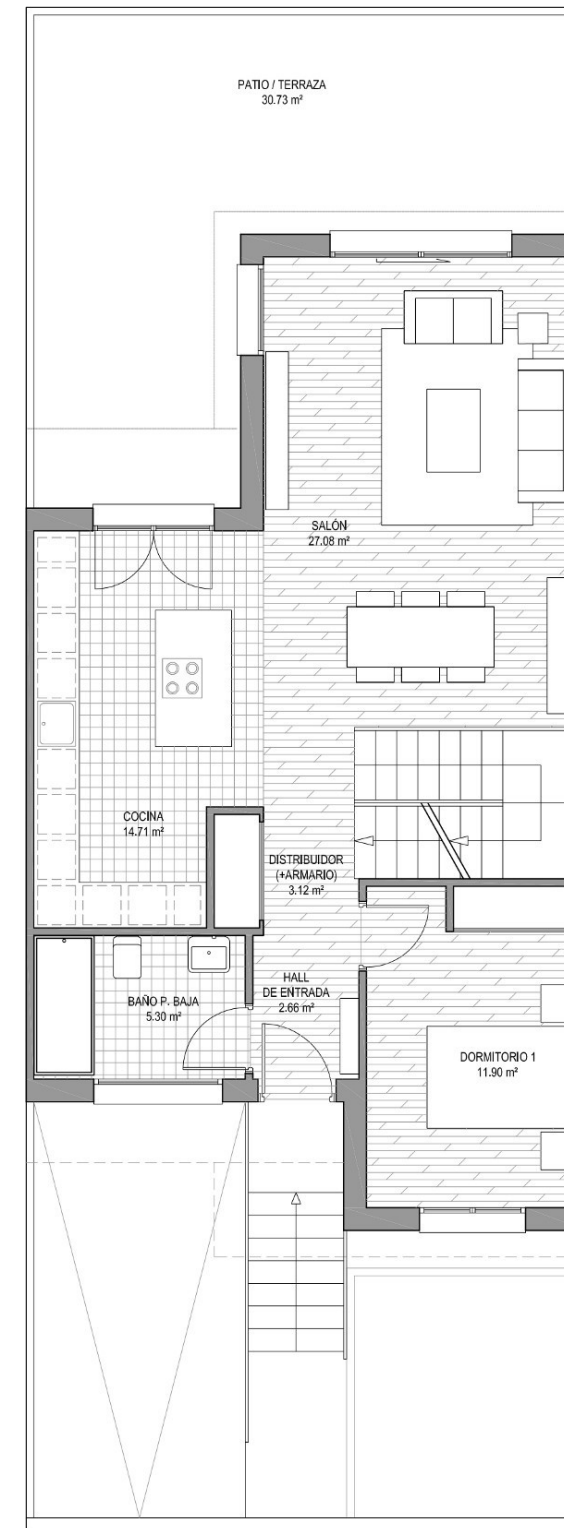 PATIO / TERRAZA
30.73 m²
SALÓN
27.08 m²
COCINA
14.71 m²
DISTRIBUIDOR
(+ARMARIO)
3.12 m²
HALL
DE ENTRADA
2.66 m²
BAÑO P. BAJA
5.30 m²
DORMITORIO 1
11.90 m²